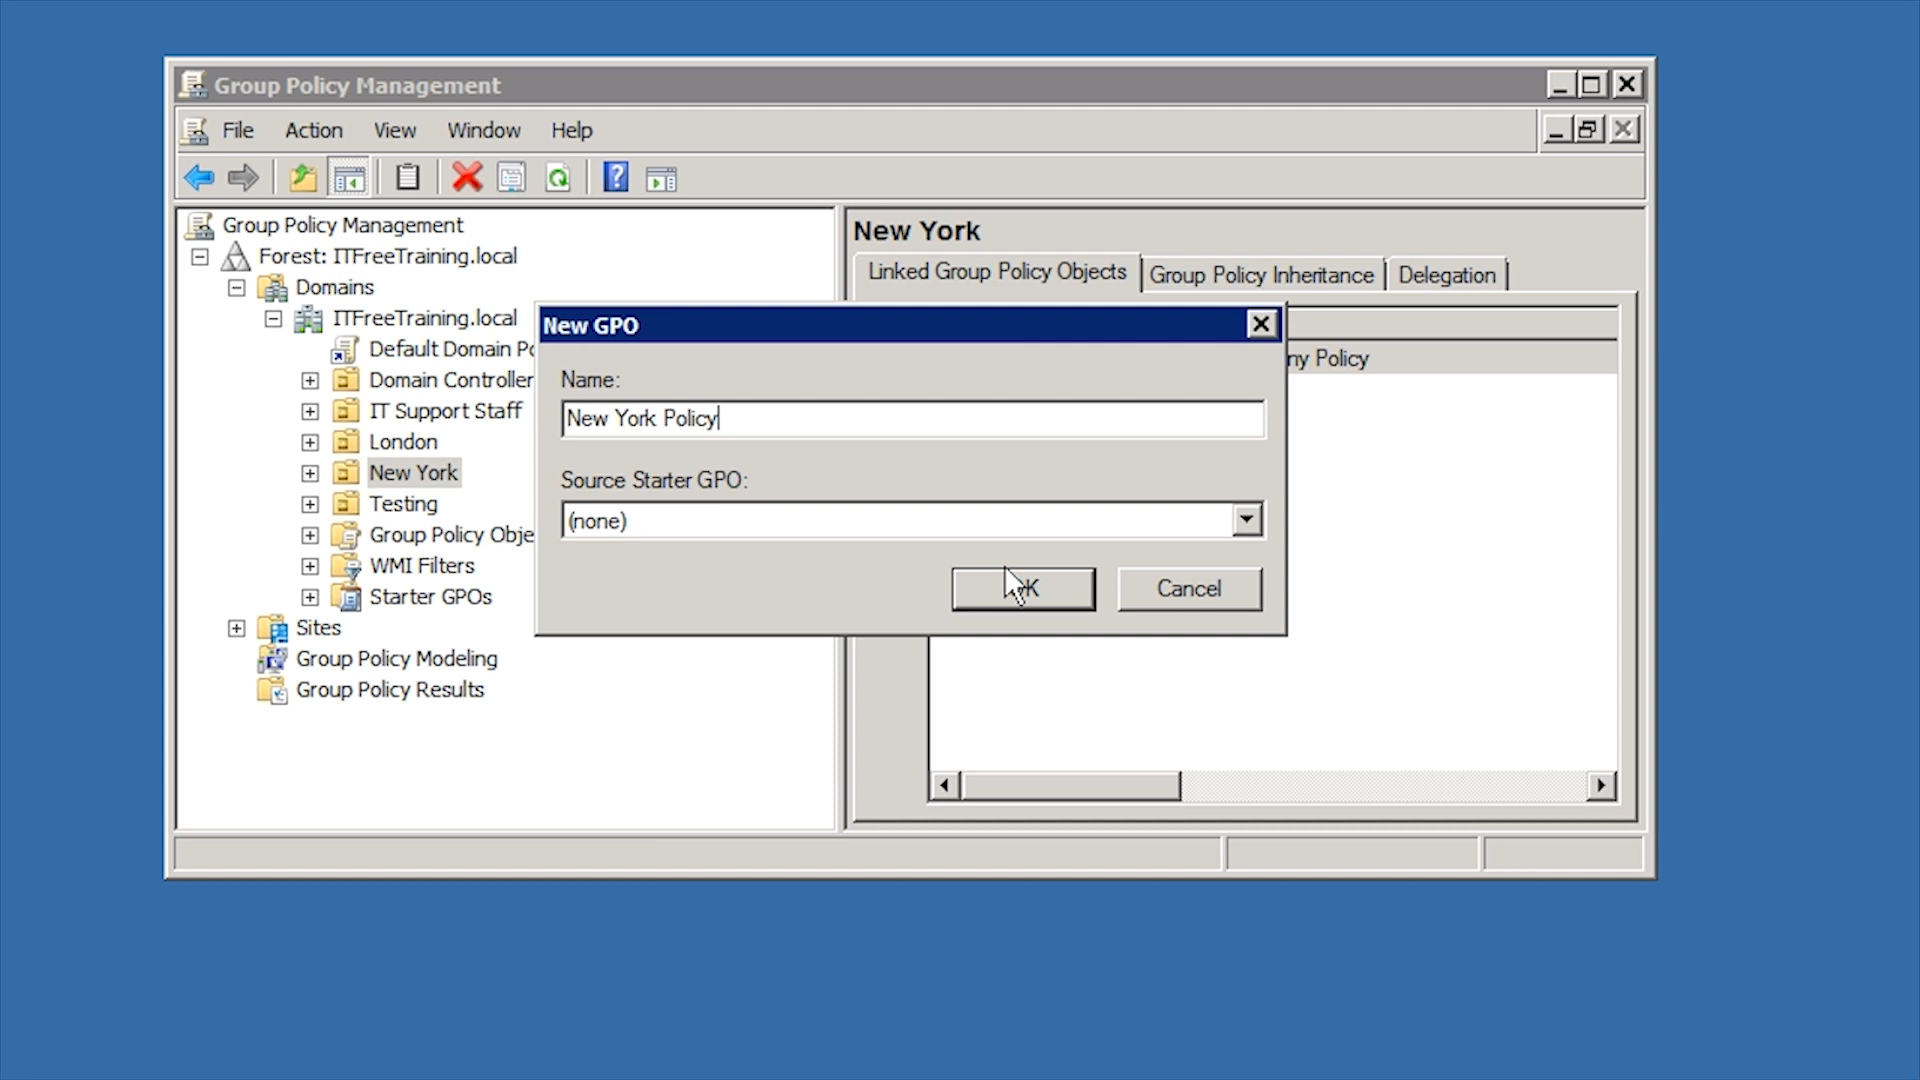 Group Policy Management
File Action View Window Help
Group Policy Management
Forest: ITFreeTraining.local
Domains
ITFreeTraining.local
Default Domain Po
Domain Controller
IT Support Staff
London
New York
Testing
Group Policy Obje
WMI Filters
Starter GPOs
Sites
Group Policy Modeling
Group Policy Results
New York
Linked Group Policy Objects Group Policy Inheritance Delegation
ny Policy
New GPO
Name:
New York Policy
Source Starter GPO:
(none)
OK Cancel